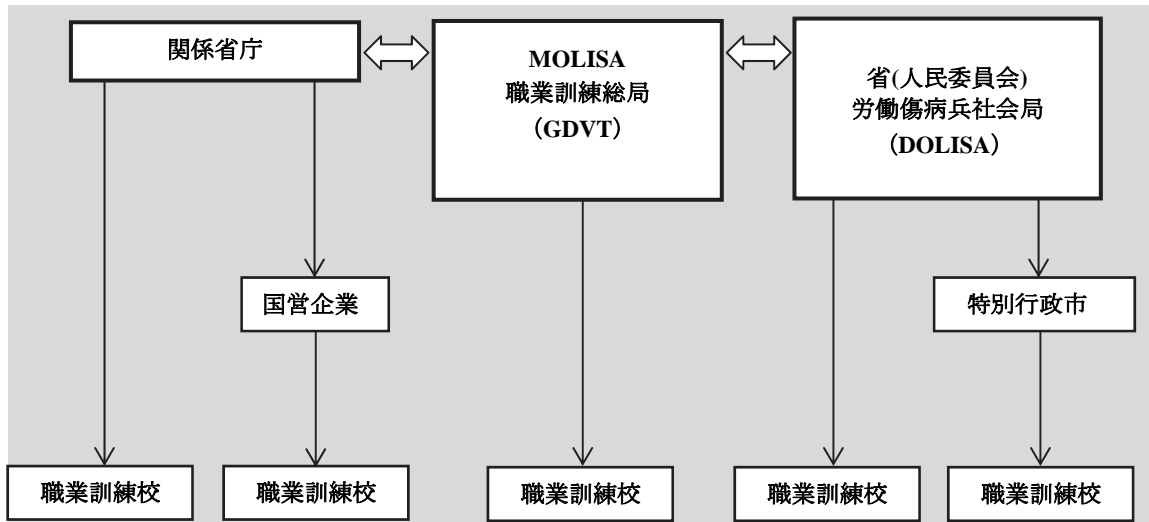 関係省庁
MOLISA
職業訓練総局
（GDVT）
省(人民委員会)
労働傷病兵社会局
（DOLISA）
国営企業
特別行政市
職業訓練校
職業訓練校
職業訓練校
職業訓練校
職業訓練校